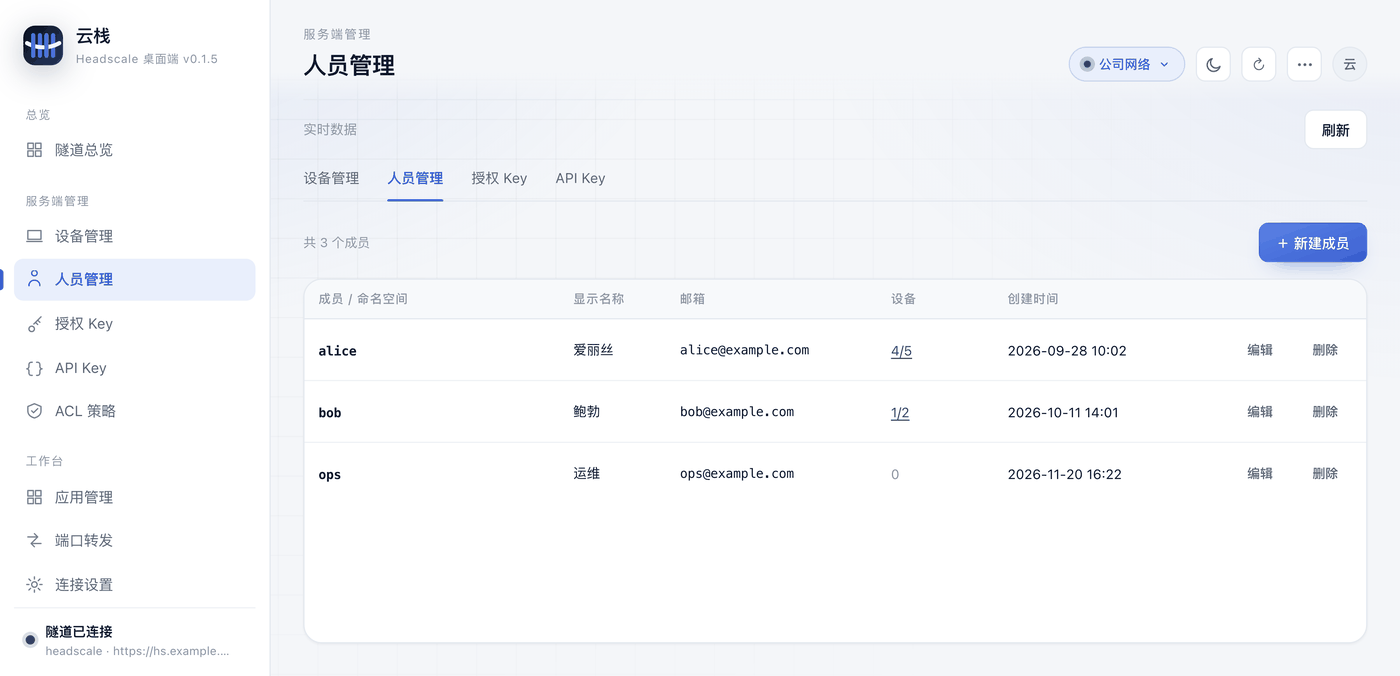 云栈
Headscale 桌面端 v0.1.5
总览
隧道总览
服务端管理
设备管理
人员管理
授权 Key
API Key
ACL 策略
工作台
应用管理
端口转发
连接设置
隧道已连接
headscale · https://hs.example....
服务端管理
人员管理
公司网络
云
实时数据
刷新
设备管理 人员管理 授权 Key API Key
共 3 个成员
+ 新建成员
成员 / 命名空间 显示名称 邮箱 设备 创建时间
alice 爱丽丝 alice@example.com 4/5 2026-09-28 10:02 编辑 删除
bob 鲍勃 bob@example.com 1/2 2026-10-11 14:01 编辑 删除
ops 运维 ops@example.com 0 2026-11-20 16:22 编辑 删除